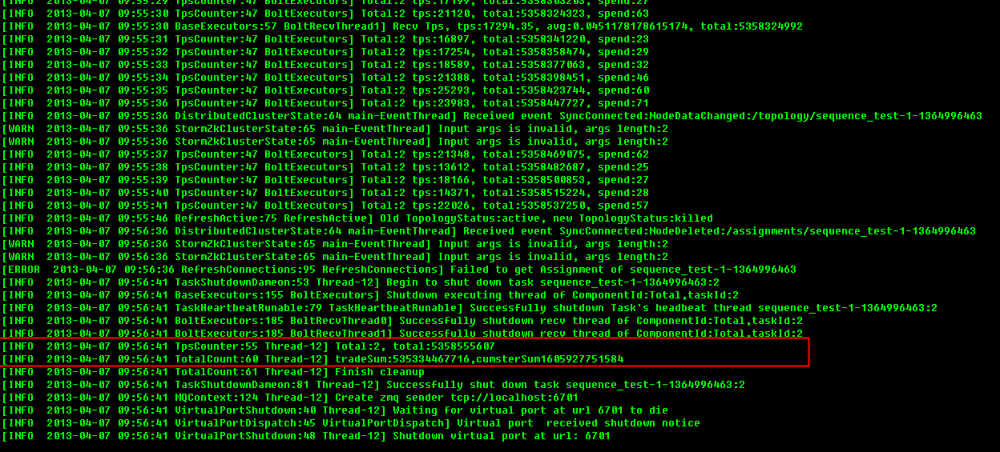 [INFO  2013-04-07 09:55:29 TpsCounter:47 BoltExecutors] Total:2 tps:17199, total:5358303203, spend:27
[INFO  2013-04-07 09:55:30 TpsCounter:47 BoltExecutors] Total:2 tps:21120, total:5358324323, spend:63
[INFO  2013-04-07 09:55:30 BaseExecutors:57 BoltRecvThread1] Recv Tps, tps:17294.35, avg:0.0451178178615174, total:5358324992
[INFO  2013-04-07 09:55:31 TpsCounter:47 BoltExecutors] Total:2 tps:16897, total:5358341220, spend:23
[INFO  2013-04-07 09:55:32 TpsCounter:47 BoltExecutors] Total:2 tps:17254, total:5358358474, spend:29
[INFO  2013-04-07 09:55:33 TpsCounter:47 BoltExecutors] Total:2 tps:18589, total:5358377063, spend:32
[INFO  2013-04-07 09:55:34 TpsCounter:47 BoltExecutors] Total:2 tps:21388, total:5358398451, spend:46
[INFO  2013-04-07 09:55:35 TpsCounter:47 BoltExecutors] Total:2 tps:25293, total:5358423744, spend:60
[INFO  2013-04-07 09:55:36 TpsCounter:47 BoltExecutors] Total:2 tps:23983, total:5358447727, spend:71
[INFO  2013-04-07 09:55:36 DistributedClusterState:64 main-EventThread] Received event SyncConnected:NodeDataChanged:/topology/sequence_test-1-1364996463
[WARN  2013-04-07 09:55:36 StormZkClusterState:65 main-EventThread] Input args is invalid, args length:2
[WARN  2013-04-07 09:55:36 StormZkClusterState:65 main-EventThread] Input args is invalid, args length:2
[INFO  2013-04-07 09:55:37 TpsCounter:47 BoltExecutors] Total:2 tps:21348, total:5358469075, spend:62
[INFO  2013-04-07 09:55:38 TpsCounter:47 BoltExecutors] Total:2 tps:13612, total:5358482687, spend:25
[INFO  2013-04-07 09:55:39 TpsCounter:47 BoltExecutors] Total:2 tps:18166, total:5358500853, spend:27
[INFO  2013-04-07 09:55:40 TpsCounter:47 BoltExecutors] Total:2 tps:14371, total:5358515224, spend:28
[INFO  2013-04-07 09:55:41 TpsCounter:47 BoltExecutors] Total:2 tps:22026, total:5358537250, spend:57
[INFO  2013-04-07 09:55:46 RefreshActive:75 RefreshActive] Old TopologyStatus:active, new TopologyStatus:killed
[INFO  2013-04-07 09:56:36 DistributedClusterState:64 main-EventThread] Received event SyncConnected:NodeDeleted:/assignments/sequence_test-1-1364996463
[WARN  2013-04-07 09:56:36 StormZkClusterState:65 main-EventThread] Input args is invalid, args length:2
[WARN  2013-04-07 09:56:36 StormZkClusterState:65 main-EventThread] Input args is invalid, args length:2
[ERROR  2013-04-07 09:56:36 RefreshConnections:95 RefreshConnections] Failed to get Assignment of sequence_test-1-1364996463
[INFO  2013-04-07 09:56:41 TaskShutdownDameon:53 Thread-12] Begin to shut down task sequence_test-1-1364996463:2
[INFO  2013-04-07 09:56:41 BaseExecutors:155 BoltExecutors] Shutdown executing thread of ComponentId:Total,taskId:2
[INFO  2013-04-07 09:56:41 TaskHeartbeatRunable:79 TaskHeartbeatRunable] Successfully shutdown Task's headbeat thread sequence_test-1-1364996463:2
[INFO  2013-04-07 09:56:41 BoltExecutors:185 BoltRecvThread0] Successfully shutdown recv thread of ComponentId:Total,taskId:2
[INFO  2013-04-07 09:56:41 BoltExecutors:185 BoltRecvThread1] Successfully shutdown recv thread of ComponentId:Total,taskId:2
[INFO  2013-04-07 09:56:41 TpsCounter:55 Thread-12] Total:2, total:5358555607
[INFO  2013-04-07 09:56:41 TotalCount:60 Thread-12] tradeSum:535334467716,cumsterSum1605927751584
[INFO  2013-04-07 09:56:41 TotalCount:61 Thread-12] Finish cleanup
[INFO  2013-04-07 09:56:41 TaskShutdownDameon:81 Thread-12] Successfully shut down task sequence_test-1-1364996463:2
[INFO  2013-04-07 09:56:41 MQContext:124 Thread-12] Create zmq sender tcp://localhost:6701
[INFO  2013-04-07 09:56:41 VirtualPortShutdown:40 Thread-12] Waiting for virtual port at url 6701 to die
[INFO  2013-04-07 09:56:41 VirtualPortDispatch:45 VirtualPortDispatch] Virtual port  received shutdown notice
[INFO  2013-04-07 09:56:41 VirtualPortShutdown:48 Thread-12] Shutdown virtual port at url: 6701